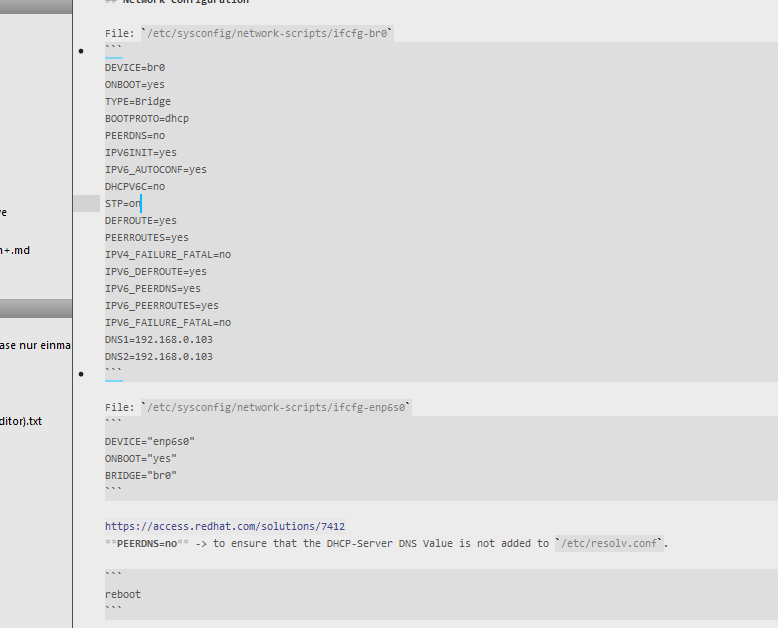 ## Network Configuration
File: `/etc/sysconfig/network-scripts/ifcfg-br0`
```
DEVICE=br0
ONBOOT=yes
TYPE=Bridge
BOOTPROTO=dhcp
PEERDNS=no
IPV6INIT=yes
IPV6_AUTOCONF=yes
DHCPV6C=no
STP=on
DEFROUTE=yes
PEERROUTES=yes
IPV4_FAILURE_FATAL=no
IPV6_DEFROUTE=yes
IPV6_PEERDNS=yes
IPV6_PEERROUTES=yes
IPV6_FAILURE_FATAL=no
DNS1=192.168.0.103
DNS2=192.168.0.103
```
File: `/etc/sysconfig/network-scripts/ifcfg-enp6s0`
```
DEVICE="enp6s0"
ONBOOT="yes"
BRIDGE="br0"
```
https://access.redhat.com/solutions/7412
**PEERDNS=no** -> to ensure that the DHCP-Server DNS Value is not added to `/etc/resolv.conf`.
```
reboot
```
+.md
ase nur einma
ditor).txt